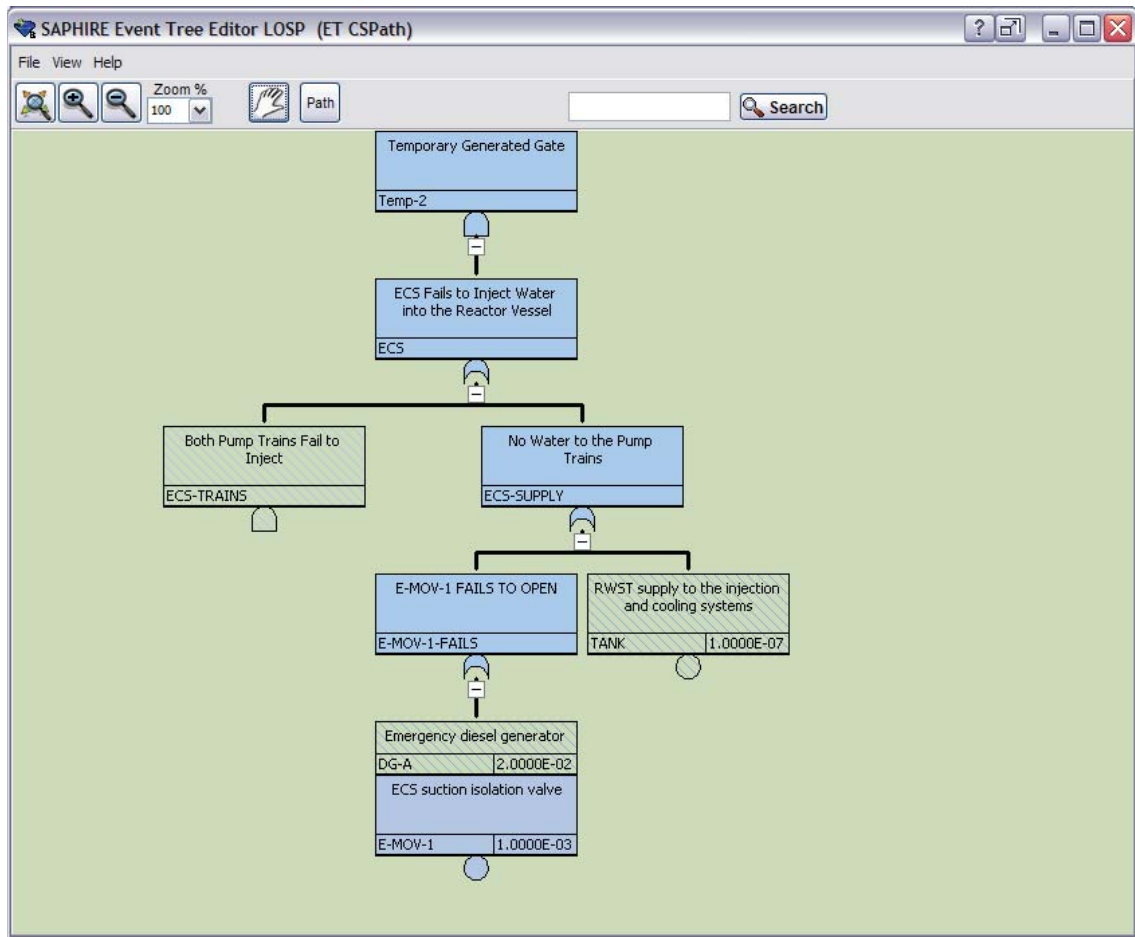 SAPHIRE Event Tree Editor LOSP (ET CSPath)
File View Help
Zoom %
100
Path
Search
Temporary Generated Gate
Temp-2
ECS Fails to Inject Water
into the Reactor Vessel
ECS
Both Pump Trains Fail to
Inject
ECS-TRAINS
No Water to the Pump
Trains
ECS-SUPPLY
E-MOV-1 FAILS TO OPEN
E-MOV-1-FAILS
RWST supply to the injection
and cooling systems
TANK 1.0000E-07
Emergency diesel generator
DG-A 2.0000E-02
ECS suction isolation valve
E-MOV-1 1.0000E-03